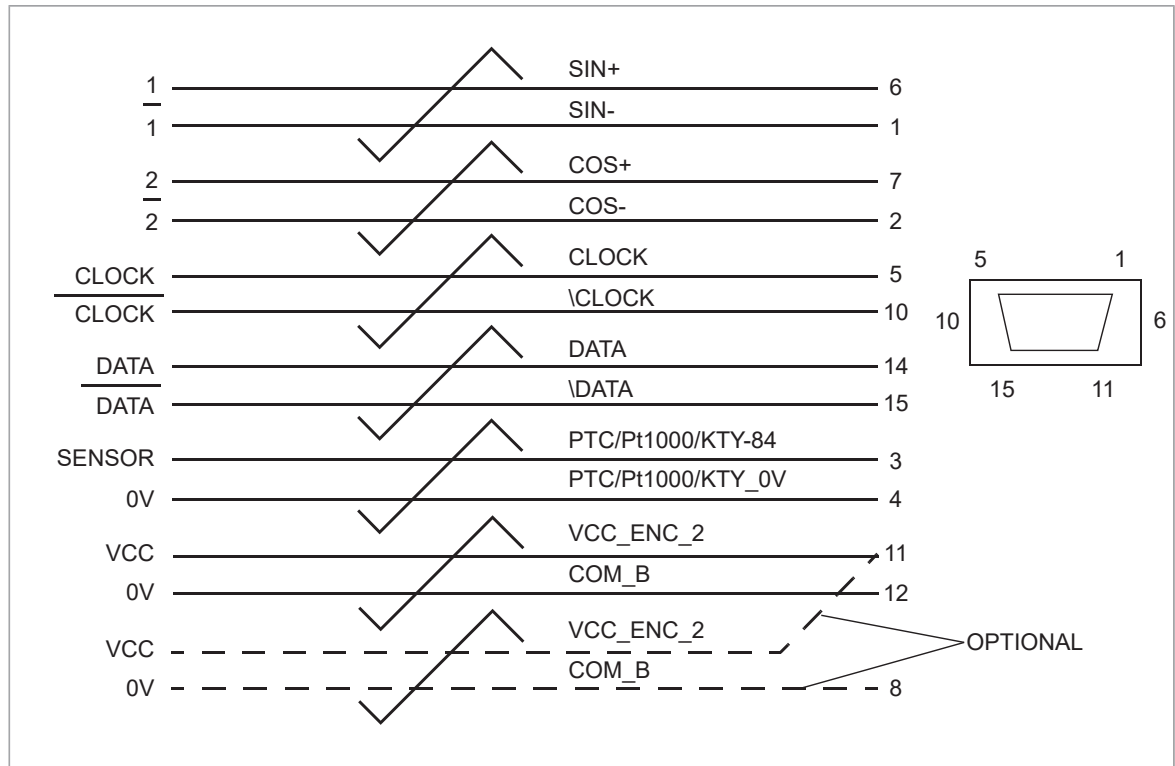 1 SIN+ 6
1 SIN- 1
2 COS+ 7
2 COS- 2
CLOCK CLOCK 5
CLOCK \CLOCK 10
DATA DATA 14
DATA \DATA 15
SENSOR PTC/Pt1000/KTY-84 3
0V PTC/Pt1000/KTY_0V 4
VCC VCC_ENC_2 11
0V COM_B 12
VCC VCC_ENC_2
0V COM_B 8
OPTIONAL
5 1
10 6
15 11